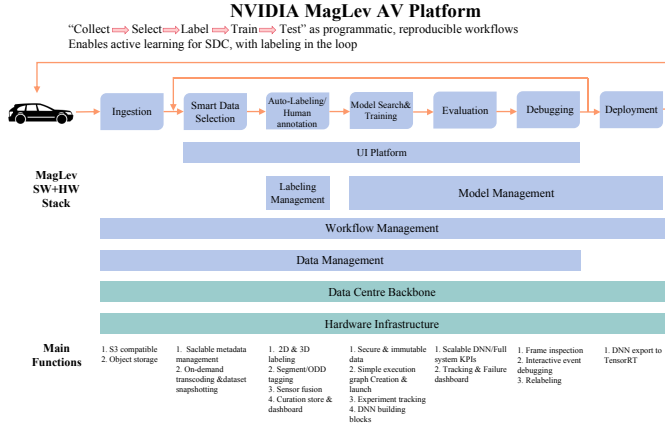 NVIDIA MagLev AV Platform
“Collect Select Label Train Test” as programmatic, reproducible workflows
Enables active learning for SDC, with labeling in the loop
Ingestion
Smart Data
Selection
Auto-Labeling/
Human
annotation
Model Search&
Training
Evaluation
Debugging
Deployment
UI Platform
MagLev
SW+HW
Stack
Labeling
Management
Model Management
Workflow Management
Data Management
Data Centre Backbone
Hardware Infrastructure
Main
Functions
1. S3 compatible
2. Object storage
1. Saclable metadata
management
2. On-demand
transcoding &dataset
snapshotting
1. 2D & 3D
labeling
2. Segment/ODD
tagging
3. Sensor fusion
4. Curation store &
dashboard
1. Secure & immutable
data
2. Simple execution
graph Creation &
launch
3. Experiment tracking
4. DNN building
blocks
1. Scalable DNN/Full
system KPIs
2. Tracking & Failure
dashboard
1. Frame inspection
2. Interactive event
debugging
3. Relabeling
1. DNN export to
TensorRT